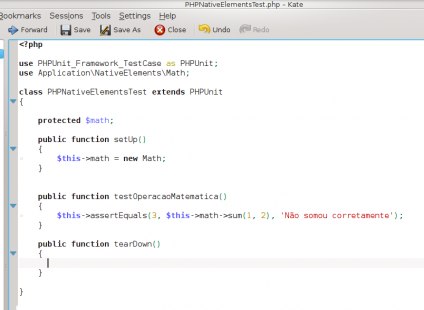 PHPNativeElementsTest.php – Kate
Bookmarks Sessions Tools Settings Help
Forward Save Save As Close Undo Redo
<?php
use PHPUnit_Framework_TestCase as PHPUnit;
use Application\NativeElements\Math;
class PHPNativeElementsTest extends PHPUnit
{
protected $math;
public function setUp()
{
$this->math = new Math;
}
public function testOperacaoMatematica()
{
$this->assertEquals(3, $this->math->sum(1, 2), 'Não somou corretamente');
}
public function tearDown()
{
}
}